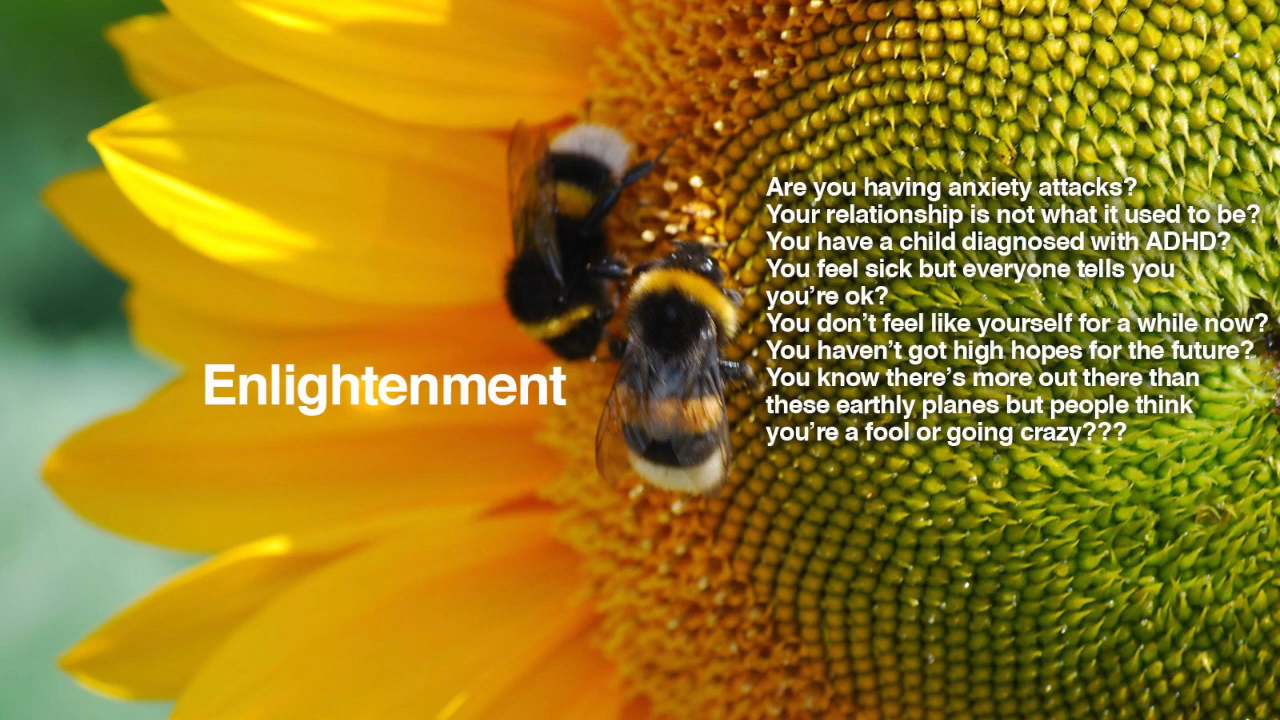 Enlightenment
Are you having anxiety attacks?
Your relationship is not what it used to be?
You have a child diagnosed with ADHD?
You feel sick but everyone tells you
you’re ok?
You don’t feel like yourself for a while now?
You haven’t got high hopes for the future?
You know there’s more out there than
these earthly planes but people think
you’re a fool or going crazy???